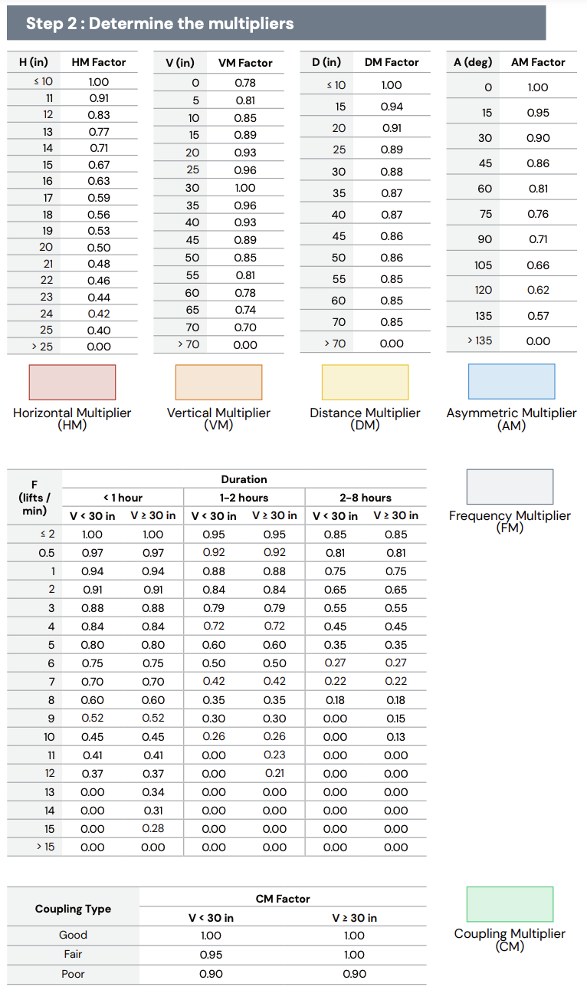 Step 2 : Determine the multipliers
H (in) HM Factor
≤ 10 1.00
11 0.91
12 0.83
13 0.77
14 0.71
15 0.67
16 0.63
17 0.59
18 0.56
19 0.53
20 0.50
21 0.48
22 0.46
23 0.44
24 0.42
25 0.40
> 25 0.00
Horizontal Multiplier
(HM)
V (in) VM Factor
0 0.78
5 0.81
10 0.85
15 0.89
20 0.93
25 0.96
30 1.00
35 0.96
40 0.93
45 0.89
50 0.85
55 0.81
60 0.78
65 0.74
70 0.70
> 70 0.00
Vertical Multiplier
(VM)
D (in) DM Factor
≤ 10 1.00
15 0.94
20 0.91
25 0.89
30 0.88
35 0.87
40 0.87
45 0.86
50 0.86
55 0.85
60 0.85
70 0.85
> 70 0.00
Distance Multiplier
(DM)
A (deg) AM Factor
0 1.00
15 0.95
30 0.90
45 0.86
60 0.81
75 0.76
90 0.71
105 0.66
120 0.62
135 0.57
> 135 0.00
Asymmetric Multiplier
(AM)
F
(lifts /
min)
Duration
< 1 hour 1-2 hours 2-8 hours
V < 30 in V ≥ 30 in V < 30 in V ≥ 30 in V < 30 in V ≥ 30 in
≤ 2 1.00 1.00 0.95 0.95 0.85 0.85
0.5 0.97 0.97 0.92 0.92 0.81 0.81
1 0.94 0.94 0.88 0.88 0.75 0.75
2 0.91 0.91 0.84 0.84 0.65 0.65
3 0.88 0.88 0.79 0.79 0.55 0.55
4 0.84 0.84 0.72 0.72 0.45 0.45
5 0.80 0.80 0.60 0.60 0.35 0.35
6 0.75 0.75 0.50 0.50 0.27 0.27
7 0.70 0.70 0.42 0.42 0.22 0.22
8 0.60 0.60 0.35 0.35 0.18 0.18
9 0.52 0.52 0.30 0.30 0.00 0.15
10 0.45 0.45 0.26 0.26 0.00 0.13
11 0.41 0.41 0.00 0.23 0.00 0.00
12 0.37 0.37 0.00 0.21 0.00 0.00
13 0.00 0.34 0.00 0.00 0.00 0.00
14 0.00 0.31 0.00 0.00 0.00 0.00
15 0.00 0.28 0.00 0.00 0.00 0.00
> 15 0.00 0.00 0.00 0.00 0.00 0.00
Frequency Multiplier
(FM)
Coupling Type
CM Factor
V < 30 in V ≥ 30 in
Good 1.00 1.00
Fair 0.95 1.00
Poor 0.90 0.90
Coupling Multiplier
(CM)